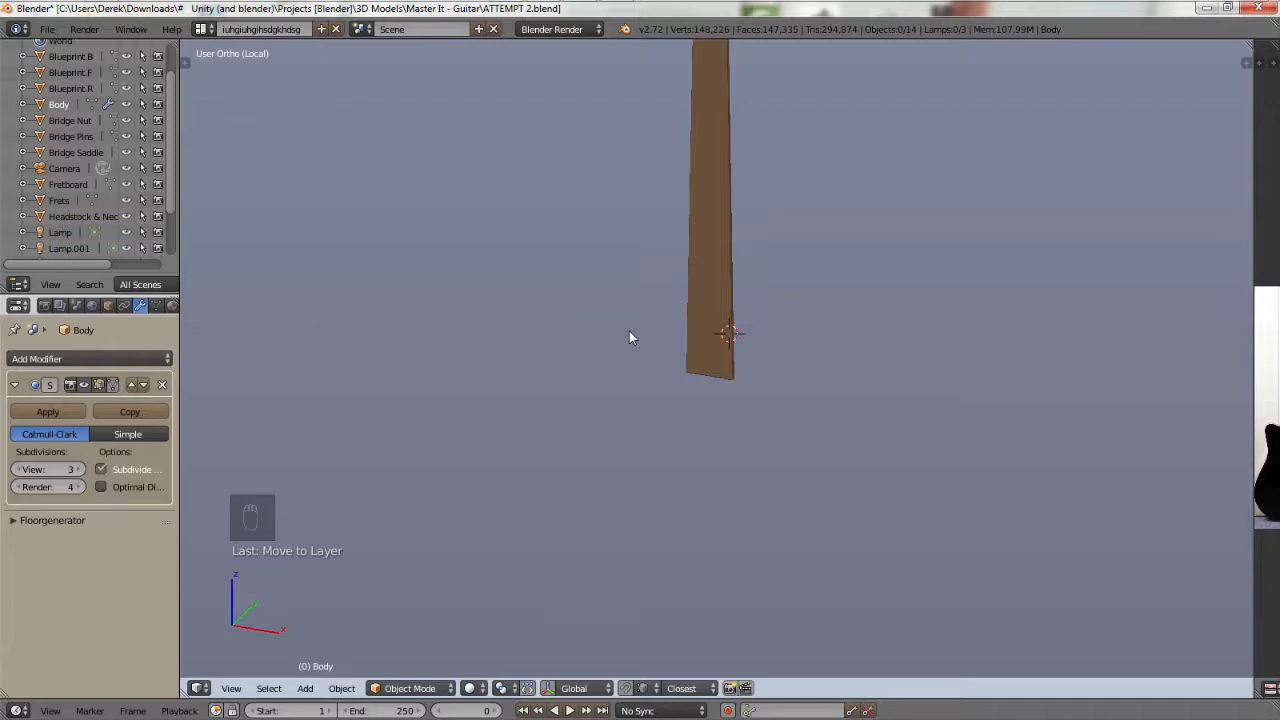 Blender* [C:\Users\Derek\Downloads\# Unity (and blender)\Projects [Blender]\3D Models\Master It - Guitar\ATTEMPT 2.blend]
File Render Window Help iuhgiughihsdgkhdsg Scene Blender Render v2.72 | Verts:148,226 | Faces:147,335 | Tris:294,874 | Objects:0/14 | Lamps:0/3 | Mem:107.99M | Body
World
Blueprint.B
Blueprint.F
Blueprint.R
Body
Bridge Nut
Bridge Pins
Bridge Saddle
Camera
Fretboard
Frets
Headstock & Nec
Lamp
Lamp.001
View Search All Scenes
Body
Add Modifier
S
Apply Copy
Catmull-Clark Simple
Subdivisions: Options:
View: 3 Subdivide ...
Render: 4 Optimal Di...
Floorgenerator
User Ortho (Local)
Last: Move to Layer
z
y
x
(0) Body
View Select Add Object Object Mode Global Closest
View Marker Frame Playback Start: 1 End: 250 0 No Sync